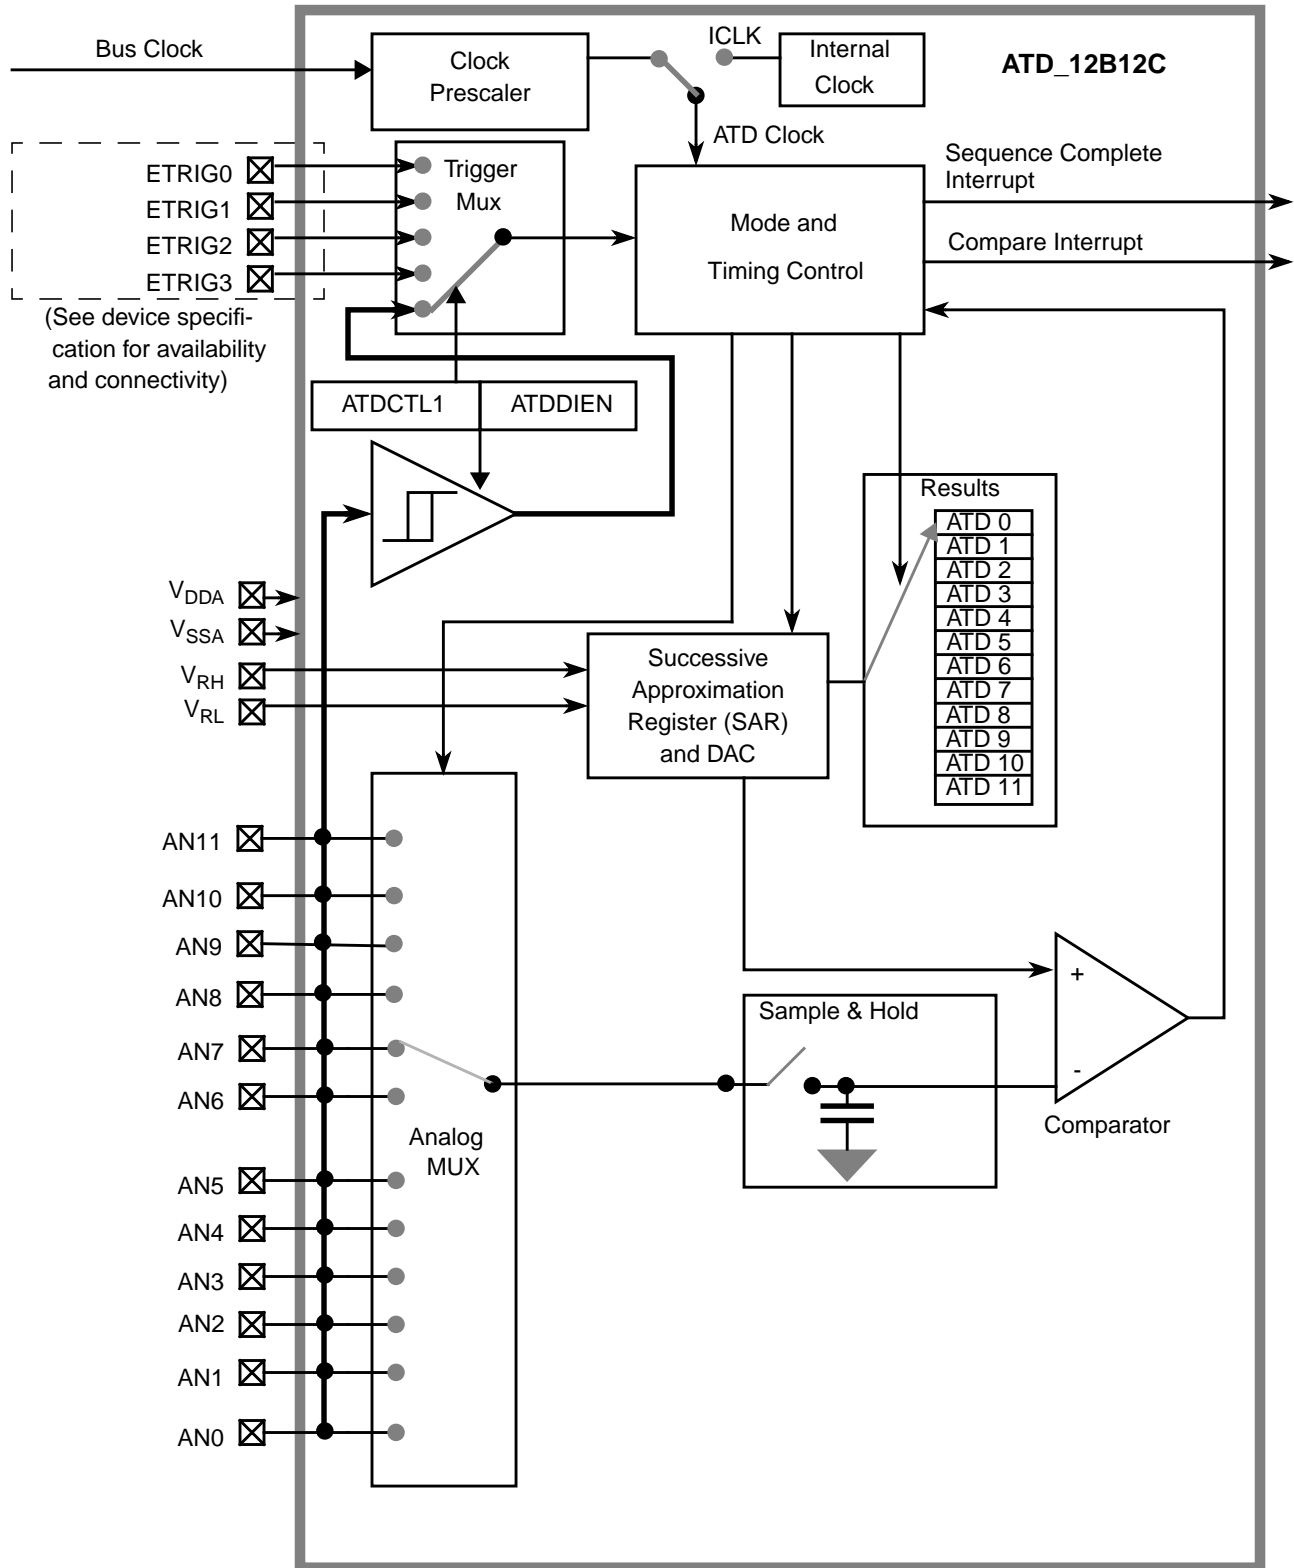 Bus Clock
Clock
Prescaler
ICLK
Internal
Clock
ATD_12B12C
ATD Clock
ETRIG0
ETRIG1
ETRIG2
ETRIG3
(See device specifi-
cation for availability
and connectivity)
Trigger
Mux
Mode and
Timing Control
Sequence Complete
Interrupt
Compare Interrupt
ATDCTL1
ATDDIEN
Results
ATD 0
ATD 1
ATD 2
ATD 3
ATD 4
ATD 5
ATD 6
ATD 7
ATD 8
ATD 9
ATD 10
ATD 11
VDDA
VSSA
VRH
VRL
Successive
Approximation
Register (SAR)
and DAC
AN11
AN10
AN9
AN8
AN7
AN6
AN5
AN4
AN3
AN2
AN1
AN0
Analog
MUX
Sample & Hold
+
-
Comparator